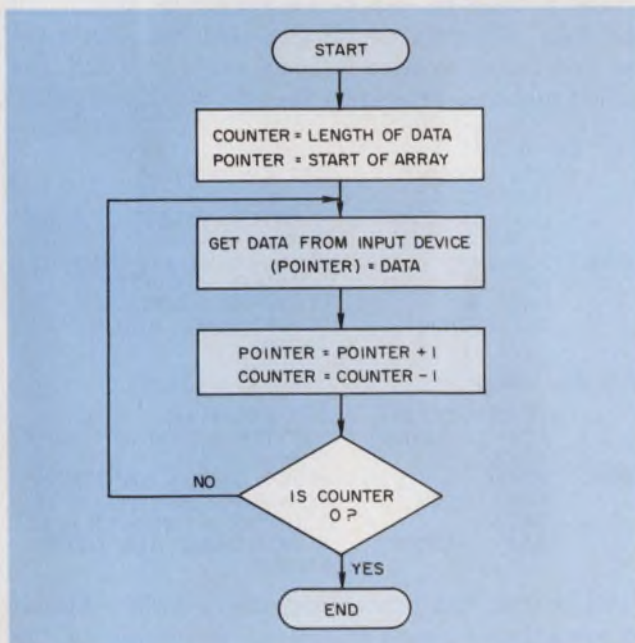 START
COUNTER = LENGTH OF DATA
POINTER = START OF ARRAY
GET DATA FROM INPUT DEVICE
(POINTER) = DATA
POINTER = POINTER + 1
COUNTER = COUNTER - 1
IS COUNTER
0?
NO
YES
END